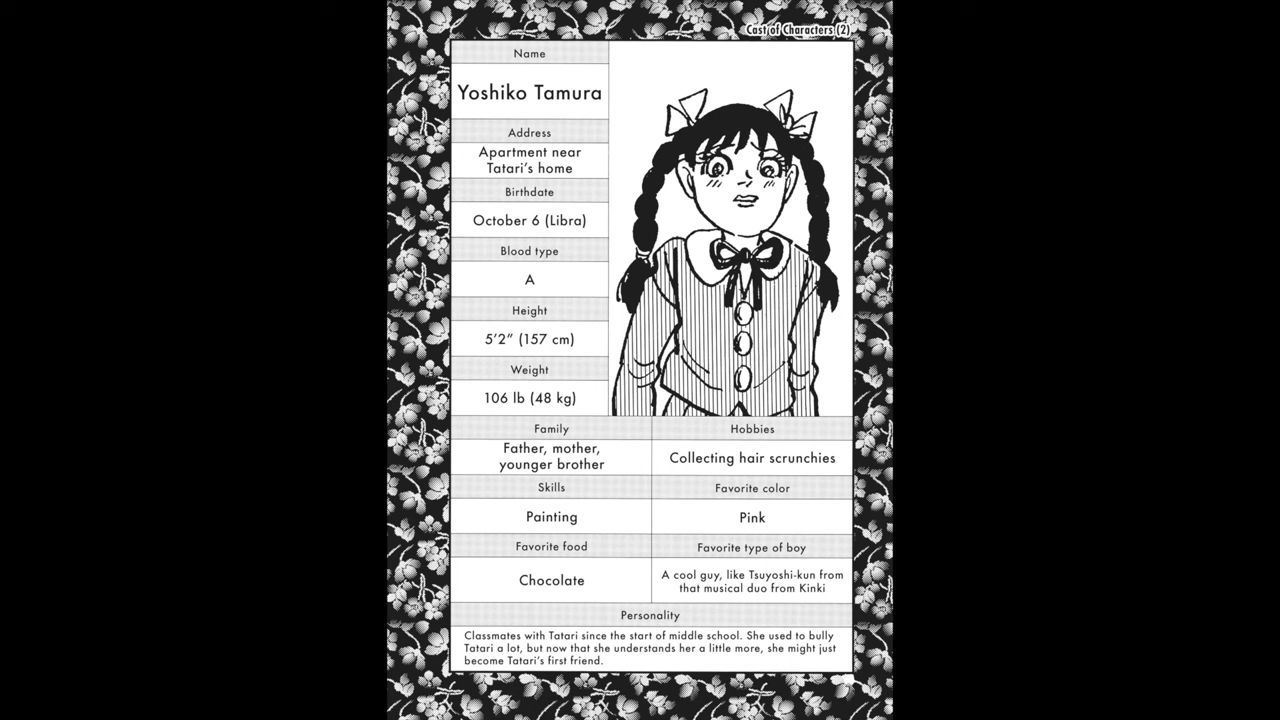 Cast of Characters (2)
Name
Yoshiko Tamura
Address
Apartment near
Tatari’s home
Birthdate
October 6 (Libra)
Blood type
A
Height
5’2” (157 cm)
Weight
106 lb (48 kg)
Family
Father, mother,
younger brother
Hobbies
Collecting hair scrunchies
Skills
Painting
Favorite color
Pink
Favorite food
Chocolate
Favorite type of boy
A cool guy, like Tsuyoshi-kun from
that musical duo from Kinki
Personality
Classmates with Tatari since the start of middle school. She used to bully
Tatari a lot, but now that she understands her a little more, she might just
become Tatari’s first friend.